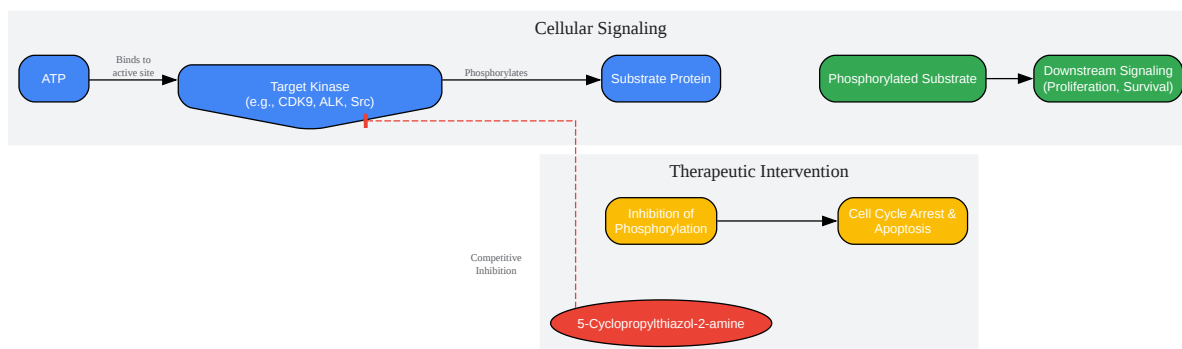 Cellular Signaling
ATP
Binds to
active site
Target Kinase
(e.g., CDK9, ALK, Src)
Phosphorylates
Substrate Protein
Phosphorylated Substrate
Downstream Signaling
(Proliferation, Survival)
Therapeutic Intervention
Inhibition of
Phosphorylation
Cell Cycle Arrest &
Apoptosis
Competitive
Inhibition
5-Cyclopropylthiazol-2-amine